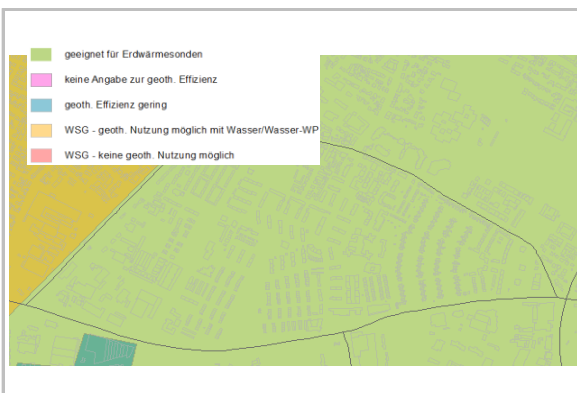 geeignet für Erdwärmesonden
keine Angabe zur geoth. Effizienz
geoth. Effizienz gering
WSG - geoth. Nutzung möglich mit Wasser/Wasser-WP
WSG - keine geoth. Nutzung möglich